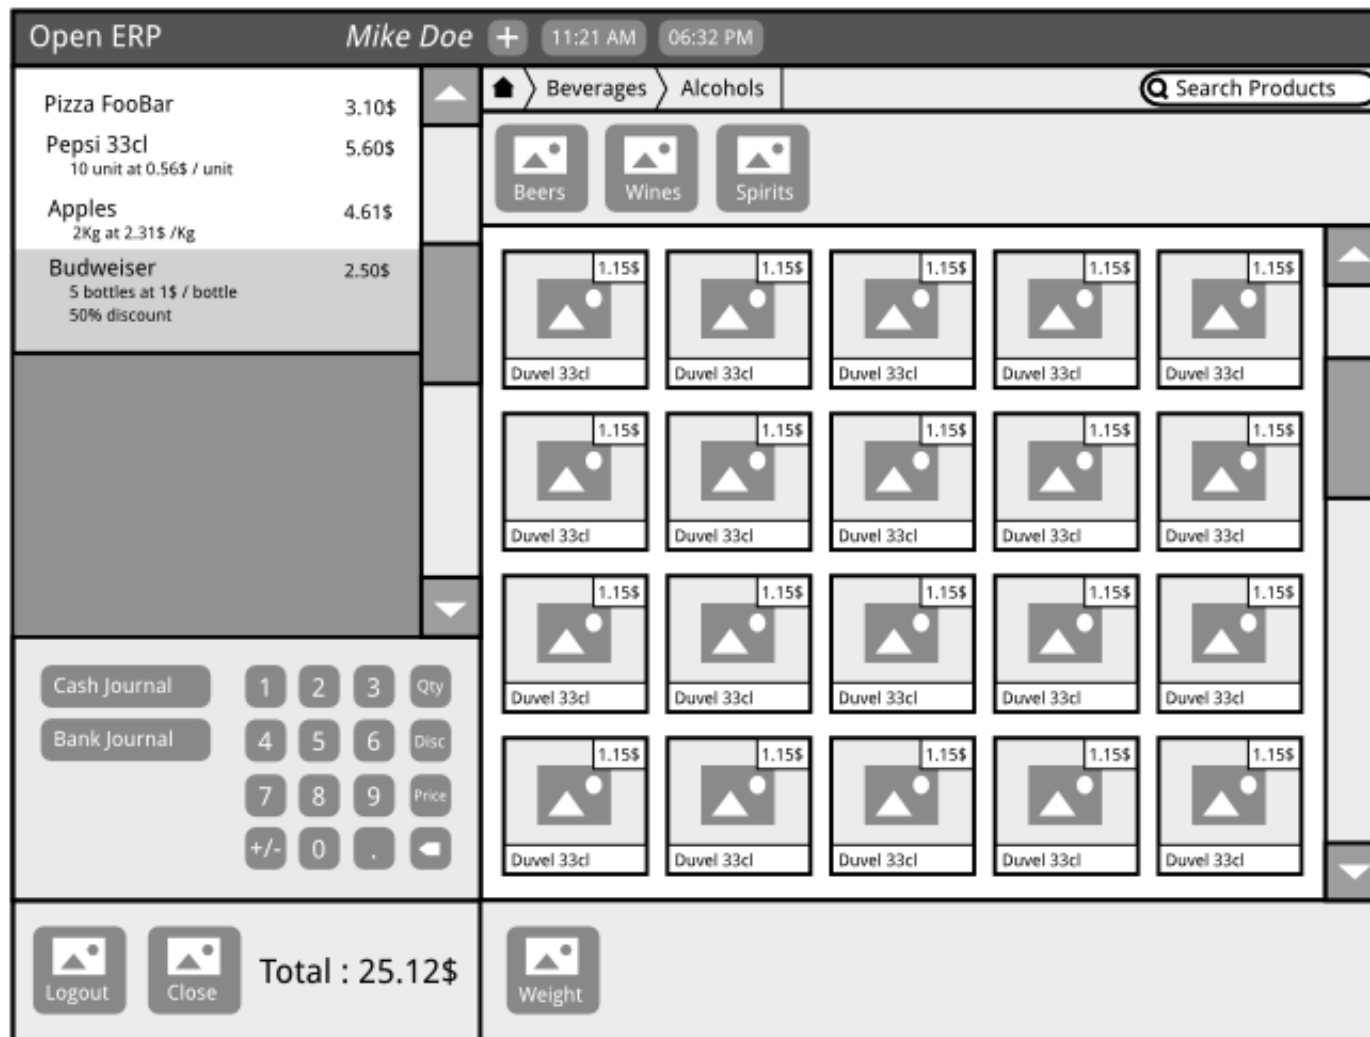 Open ERP
Mike Doe + 11:21 AM 06:32 PM
Pizza FooBar 3.10$
Pepsi 33cl 5.60$
10 unit at 0.56$ / unit
Apples 4.61$
2Kg at 2.31$ /Kg
Budweiser 2.50$
5 bottles at 1$ / bottle
50% discount
Cash Journal
Bank Journal
1 2 3 Qty
4 5 6 Disc
7 8 9 Price
+/- 0 .
Logout Close Total : 25.12$
Beverages Alcohols
Search Products
Beers Wines Spirits
1.15$ 1.15$ 1.15$ 1.15$ 1.15$
Duvel 33cl Duvel 33cl Duvel 33cl Duvel 33cl Duvel 33cl
1.15$ 1.15$ 1.15$ 1.15$ 1.15$
Duvel 33cl Duvel 33cl Duvel 33cl Duvel 33cl Duvel 33cl
1.15$ 1.15$ 1.15$ 1.15$ 1.15$
Duvel 33cl Duvel 33cl Duvel 33cl Duvel 33cl Duvel 33cl
1.15$ 1.15$ 1.15$ 1.15$ 1.15$
Duvel 33cl Duvel 33cl Duvel 33cl Duvel 33cl Duvel 33cl
Weight